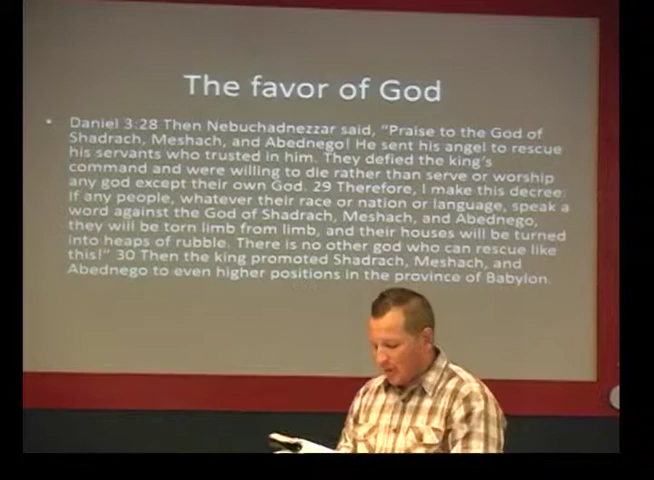 The favor of God
• Daniel 3:28 Then Nebuchadnezzar said, "Praise to the God of
Shadrach, Meshach, and Abednego! He sent his angel to rescue
his servants who trusted in him. They defied the king's
command and were willing to die rather than serve or worship
any god except their own God. 29 Therefore, I make this decree:
if any people, whatever their race or nation or language, speak a
word against the God of Shadrach, Meshach, and Abednego,
they will be torn limb from limb, and their houses will be turned
into heaps of rubble. There is no other god who can rescue like
this!" 30 Then the king promoted Shadrach, Meshach, and
Abednego to even higher positions in the province of Babylon.